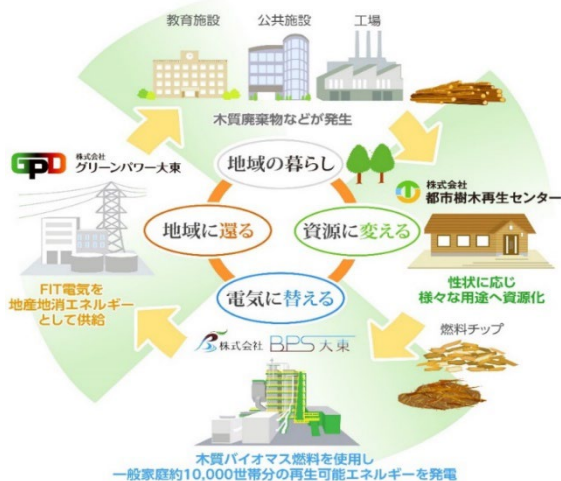 教育施設
公共施設
工場
木質廃棄物などが発生
地域の暮らし
株式会社
都市樹木再生センター
資源に変える
性状に応じ
様々な用途へ資源化
燃料チップ
電気に替える
株式会社 BPS大東
木質バイオマス燃料を使用し
一般家庭約10,000世帯分の再生可能エネルギーを発電
GPD
株式会社
グリーンパワー大東
地域に還る
FIT電気を
地産地消エネルギー
として供給